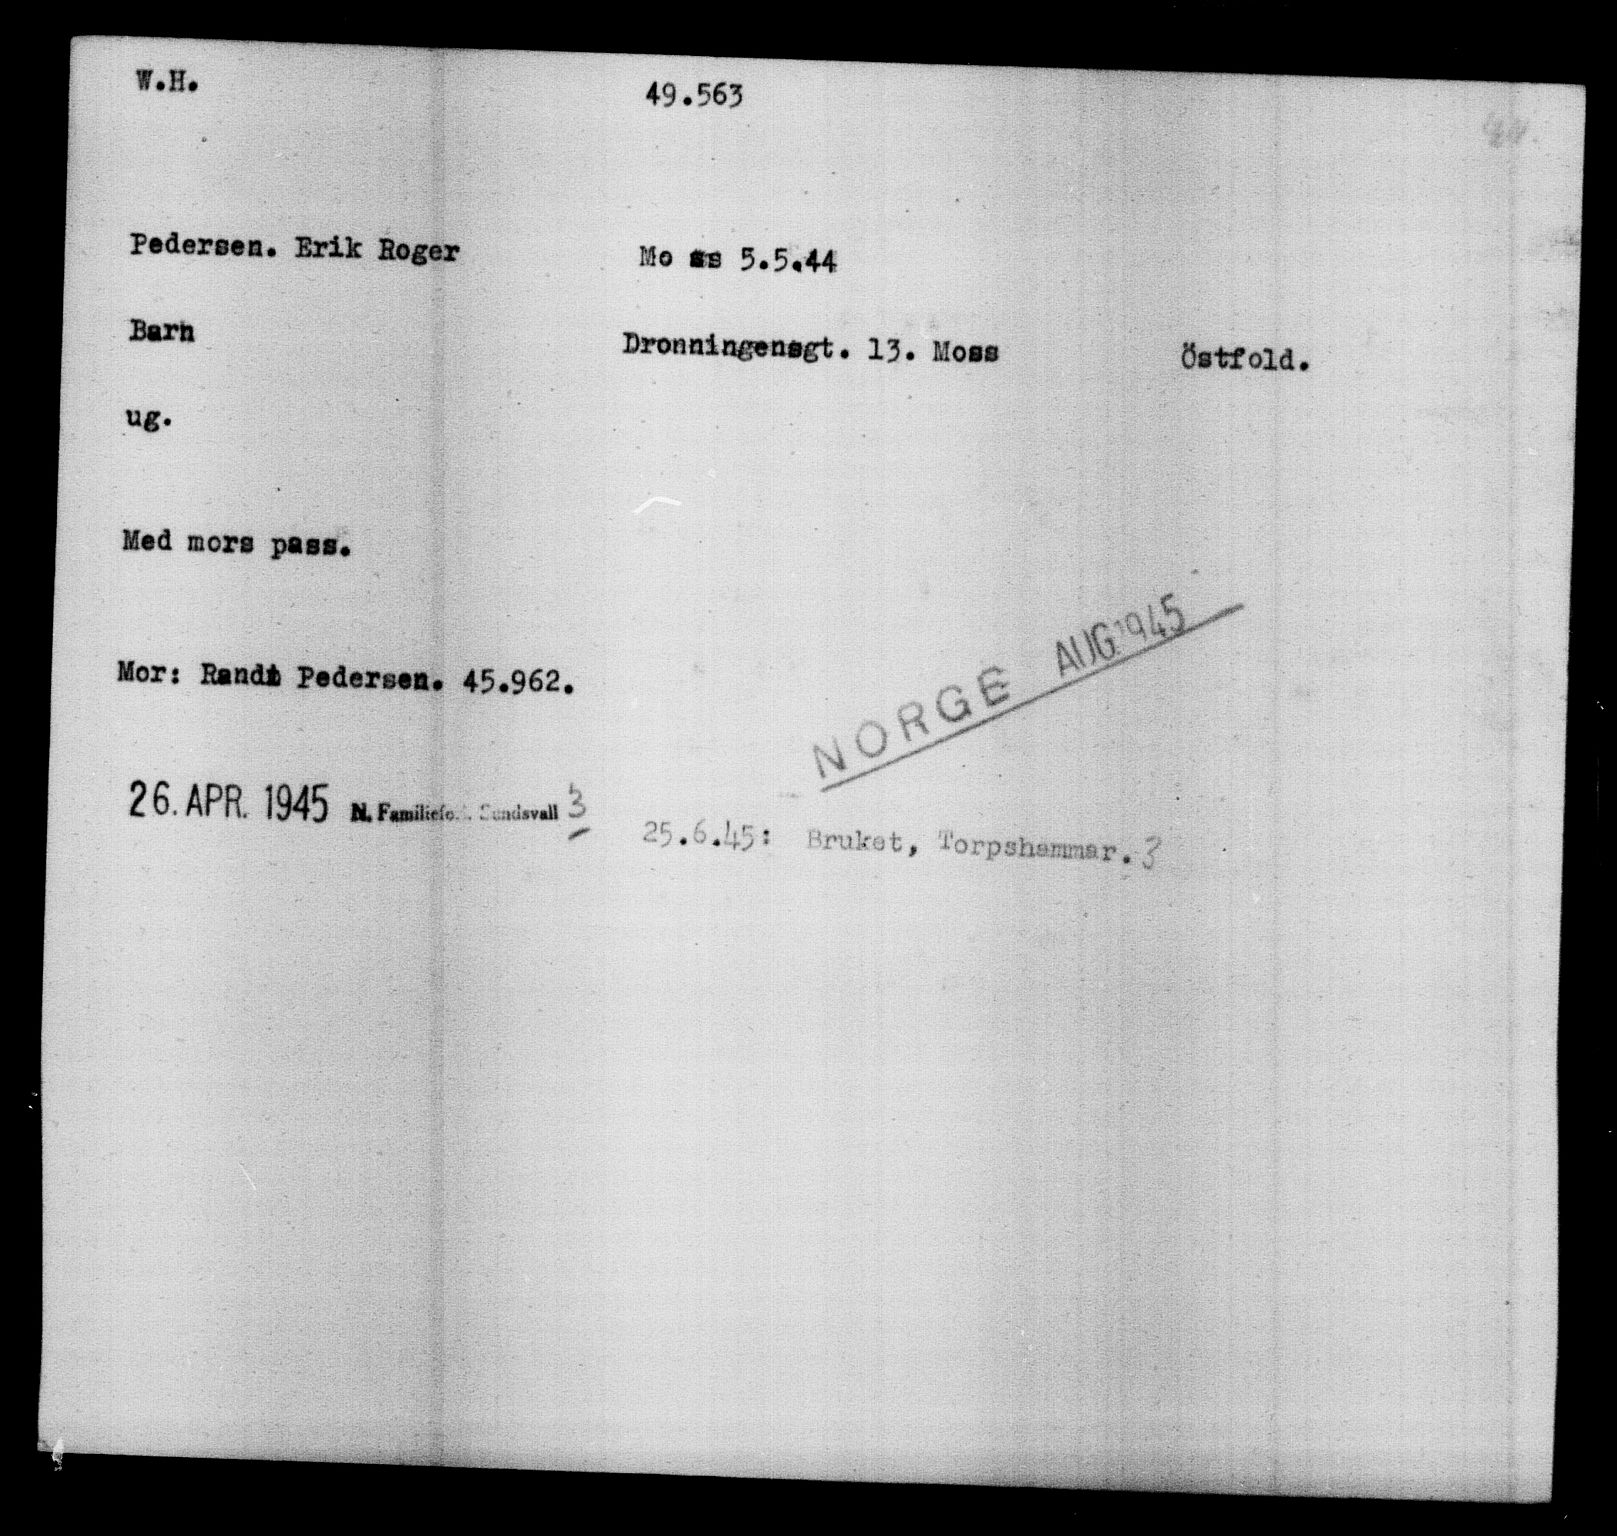 W.H.
49.563
Pedersen. Erik Roger
Mo ss 5.5.44
Barn
Dronningensgt. 13. Moss
Östfold.
ug.
Med mors pass.
Mor: Randi Pedersen. 45.962.
NORGE AUG 1945
26. APR. 1945 N. Sundsvall 3
25.6.45: Bruket, Torpshammar. 3